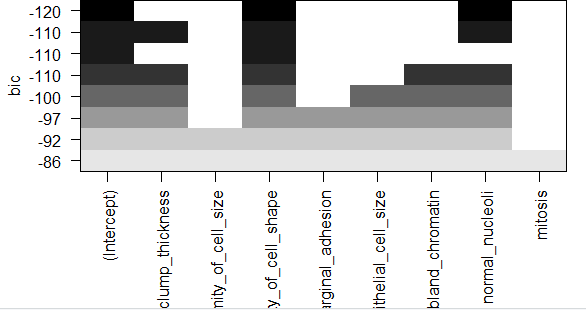 bic
-120
-110
-110
-110
-100
-97
-92
-86
(Intercept)
clump_thickness
mity_of_cell_size
y_of_cell_shape
arginal_adhesion
ithelial_cell_size
bland_chromatin
normal_nucleoli
mitosis